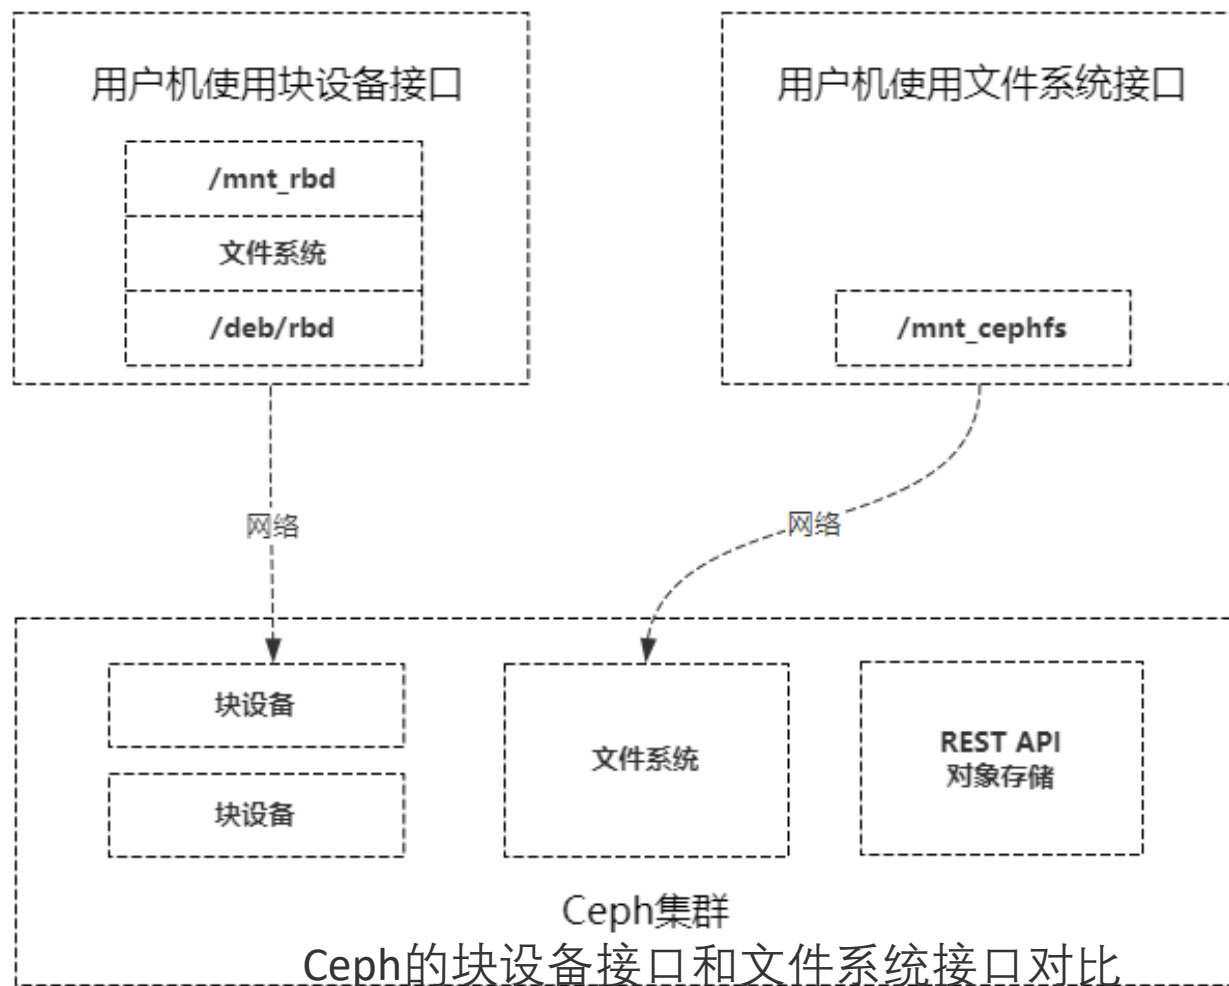 用户机使用块设备接口
/mnt_rbd
文件系统
/deb/rbd
用户机使用文件系统接口
/mnt_cephfs
网络
网络
块设备
块设备
文件系统
REST API
对象存储
Ceph集群
Ceph的块设备接口和文件系统接口对比